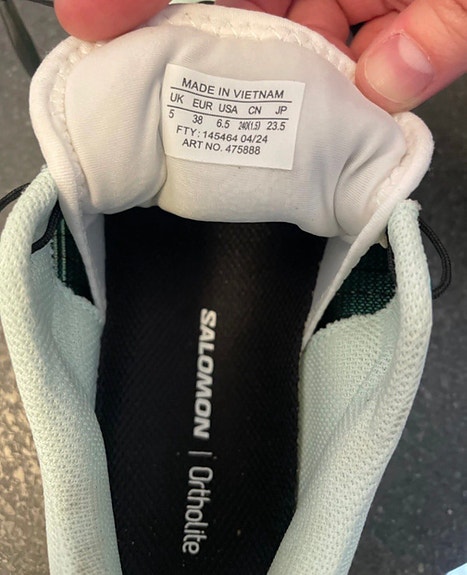 MADE IN VIETNAM
UK EUR USA CN JP
5 38 6.5 240(1.5) 23.5
FTY: 145464 04/24
ART NO. 475888
SALOMON | Ortholite